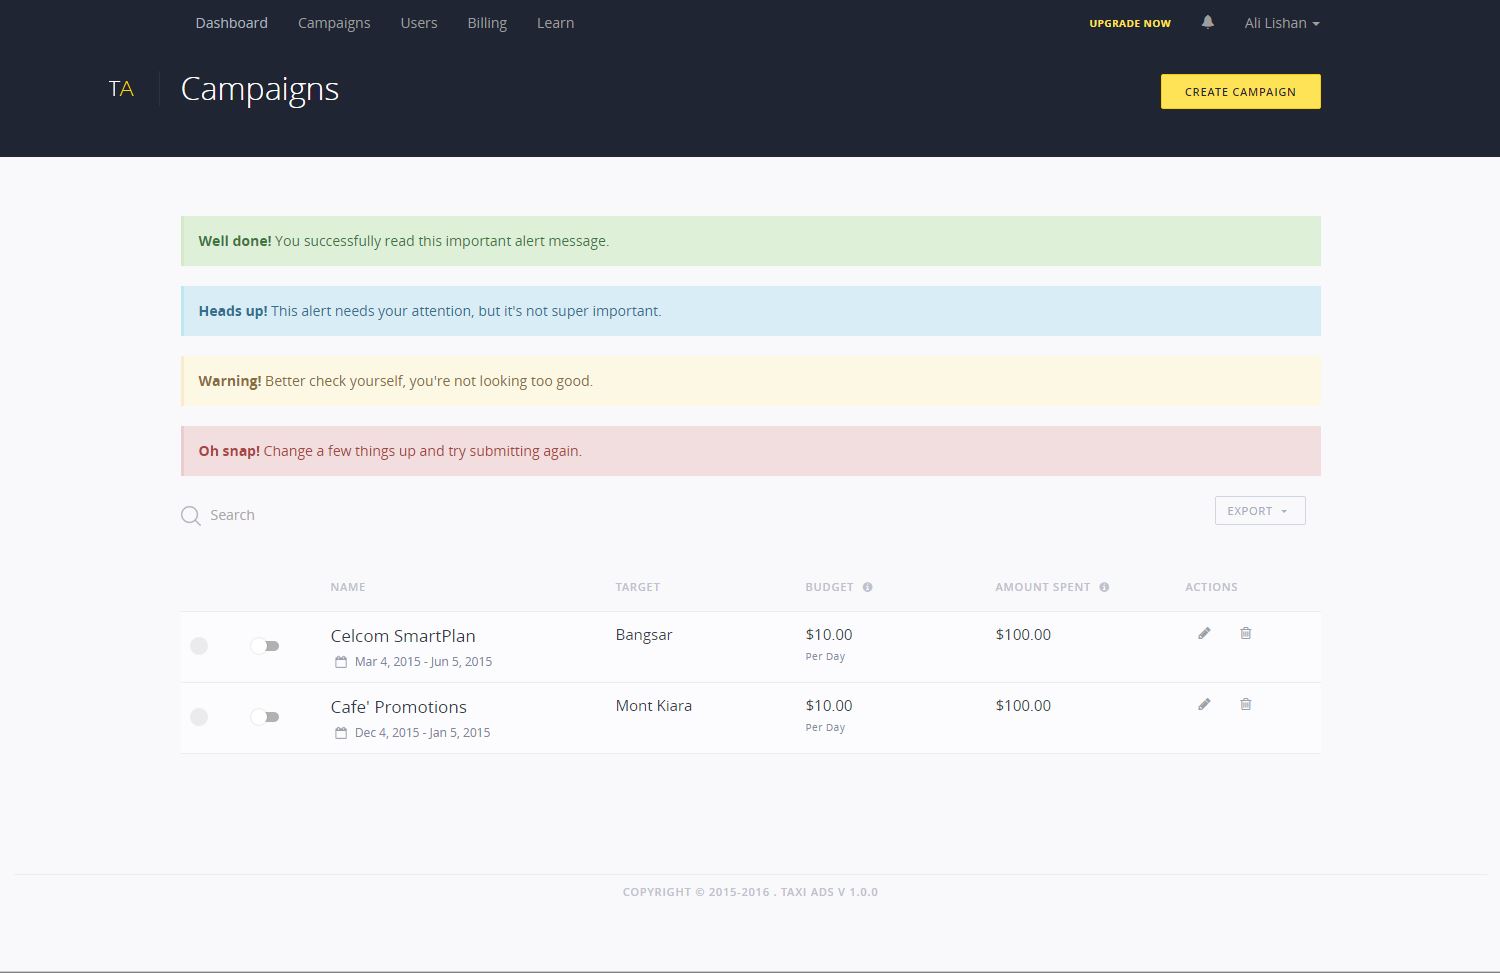 Dashboard Campaigns Users Billing Learn UPGRADE NOW Ali Lishan
TA Campaigns CREATE CAMPAIGN
Well done! You successfully read this important alert message.
Heads up! This alert needs your attention, but it's not super important.
Warning! Better check yourself, you're not looking too good.
Oh snap! Change a few things up and try submitting again.
Search EXPORT
NAME TARGET BUDGET AMOUNT SPENT ACTIONS
Celcom SmartPlan Bangsar $10.00 $100.00
Mar 4, 2015 - Jun 5, 2015 Per Day
Cafe' Promotions Mont Kiara $10.00 $100.00
Dec 4, 2015 - Jan 5, 2015 Per Day
COPYRIGHT © 2015-2016 . TAXI ADS V 1.0.0